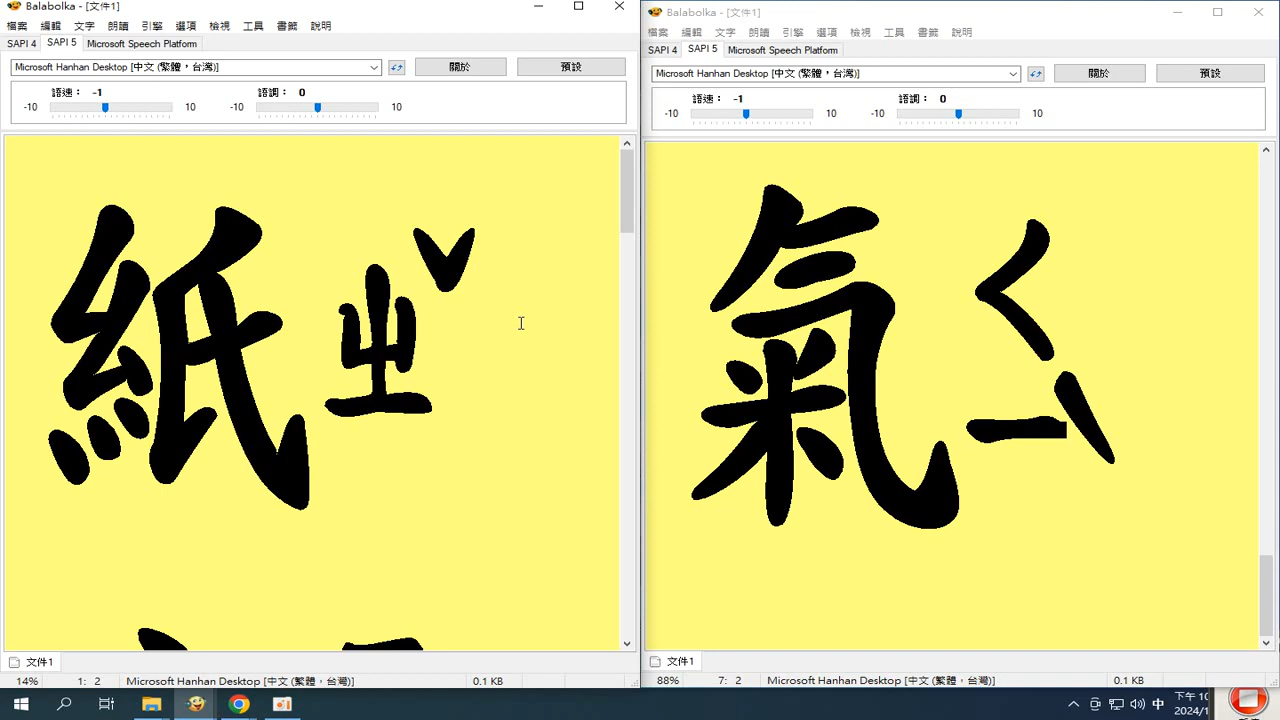 Balabolka - [文件1]
檔案 編輯 文字 朗讀 引擎 選項 檢視 工具 書籤 說明
SAPI 4 SAPI 5 Microsoft Speech Platform
Microsoft Hanhan Desktop [中文 (繁體，台灣)] 關於 預設
語速： -1 語調： 0
-10 10 -10 10
紙ㄓˇ
文件1
14% 1: 2 Microsoft Hanhan Desktop [中文 (繁體，台灣)] 0.1 KB
Balabolka - [文件1]
檔案 編輯 文字 朗讀 引擎 選項 檢視 工具 書籤 說明
SAPI 4 SAPI 5 Microsoft Speech Platform
Microsoft Hanhan Desktop [中文 (繁體，台灣)] 關於 預設
語速： -1 語調： 0
-10 10 -10 10
氣ㄑㄧˋ
文件1
88% 7: 2 Microsoft Hanhan Desktop [中文 (繁體，台灣)] 0.1 KB
中 下午 10
2024/1